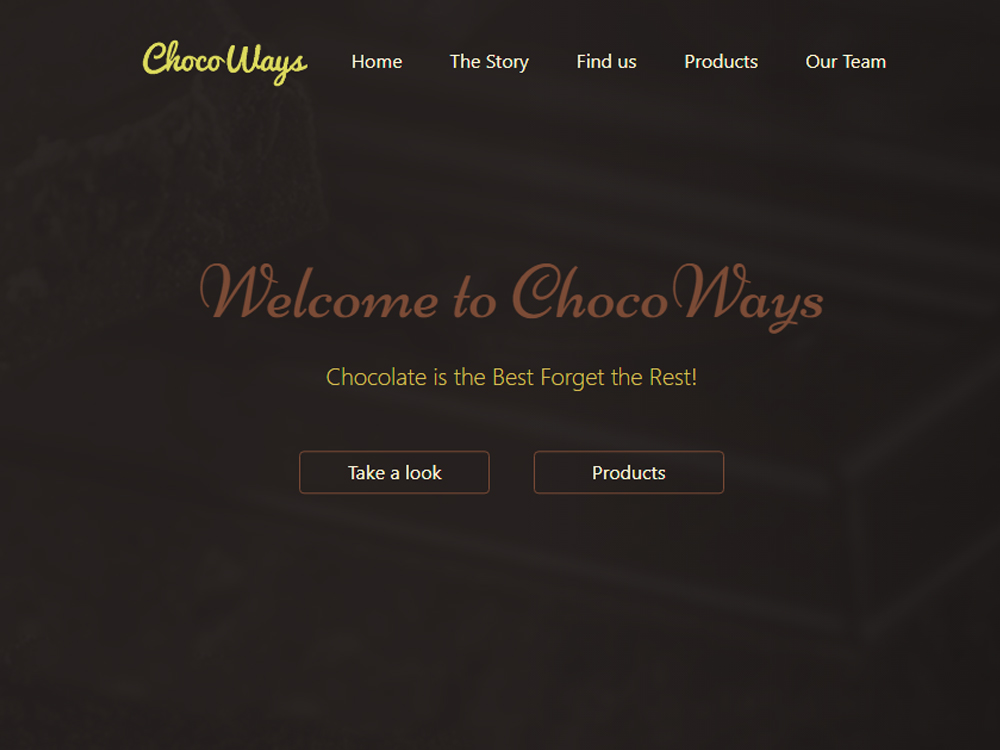 ChocoWays Home The Story Find us Products Our Team
Welcome to ChocoWays
Chocolate is the Best Forget the Rest!
Take a look Products